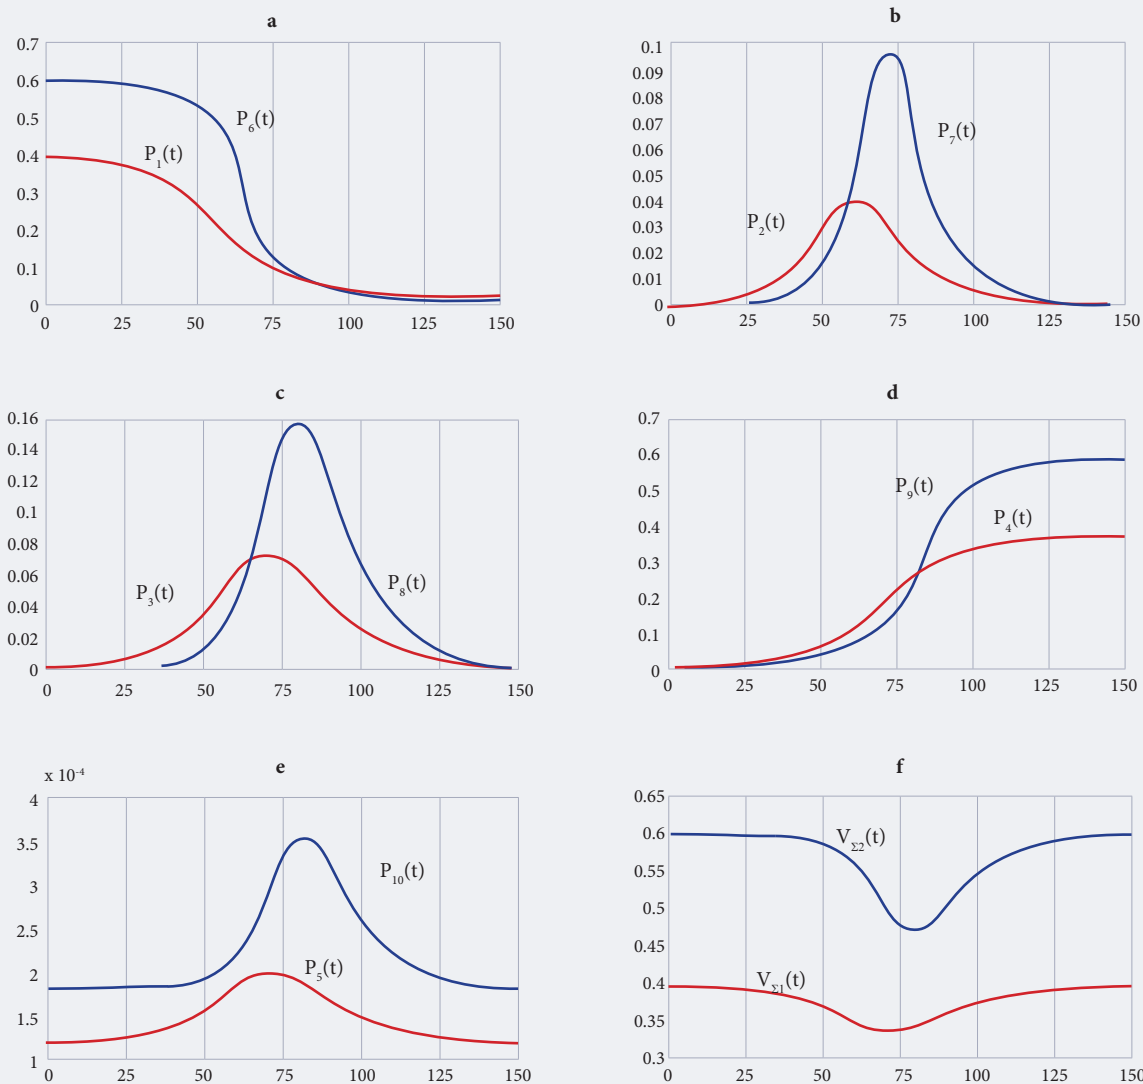 a
0.7
0.6
0.5
0.4
0.3
0.2
0.1
0
P₆(t)
P₁(t)
0 25 50 75 100 125 150
b
0.1
0.09
0.08
0.07
0.06
0.05
0.04
0.03
0.02
0.01
0
P₇(t)
P₂(t)
0 25 50 75 100 125 150
c
0.16
0.14
0.12
0.1
0.08
0.06
0.04
0.02
0
P₃(t)
P₈(t)
0 25 50 75 100 125 150
d
0.7
0.6
0.5
0.4
0.3
0.2
0.1
0
P₉(t)
P₄(t)
0 25 50 75 100 125 150
e
x 10⁻⁴
4
3.5
3
2.5
2
1.5
1
P₁₀(t)
P₅(t)
0 25 50 75 100 125 150
f
0.65
0.6
0.55
0.5
0.45
0.4
0.35
0.3
V_Σ2(t)
V_Σ1(t)
0 25 50 75 100 125 150